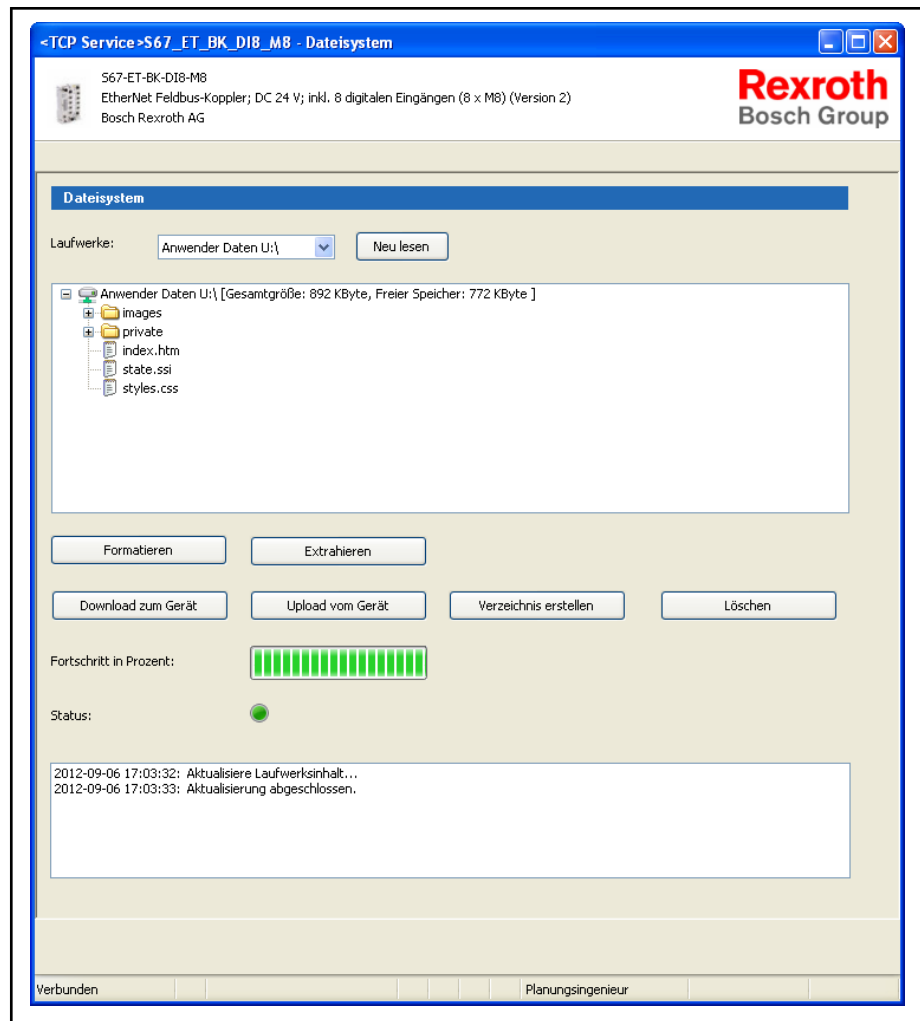 <TCP Service>S67_ET_BK_DI8_M8 - Dateisystem
S67-ET-BK-DI8-M8
EtherNet Feldbus-Koppler; DC 24 V; inkl. 8 digitalen Eingängen (8 x M8) (Version 2)
Bosch Rexroth AG
Rexroth
Bosch Group
Dateisystem
Laufwerke:
Anwender Daten U:\
Neu lesen
Anwender Daten U:\ [Gesamtgröße: 892 KByte, Freier Speicher: 772 KByte ]
images
private
index.htm
state.ssi
styles.css
Formatieren
Extrahieren
Download zum Gerät
Upload vom Gerät
Verzeichnis erstellen
Löschen
Fortschritt in Prozent:
Status:
2012-09-06 17:03:32: Aktualisiere Laufwerksinhalt...
2012-09-06 17:03:33: Aktualisierung abgeschlossen.
Verbunden
Planungsingenieur